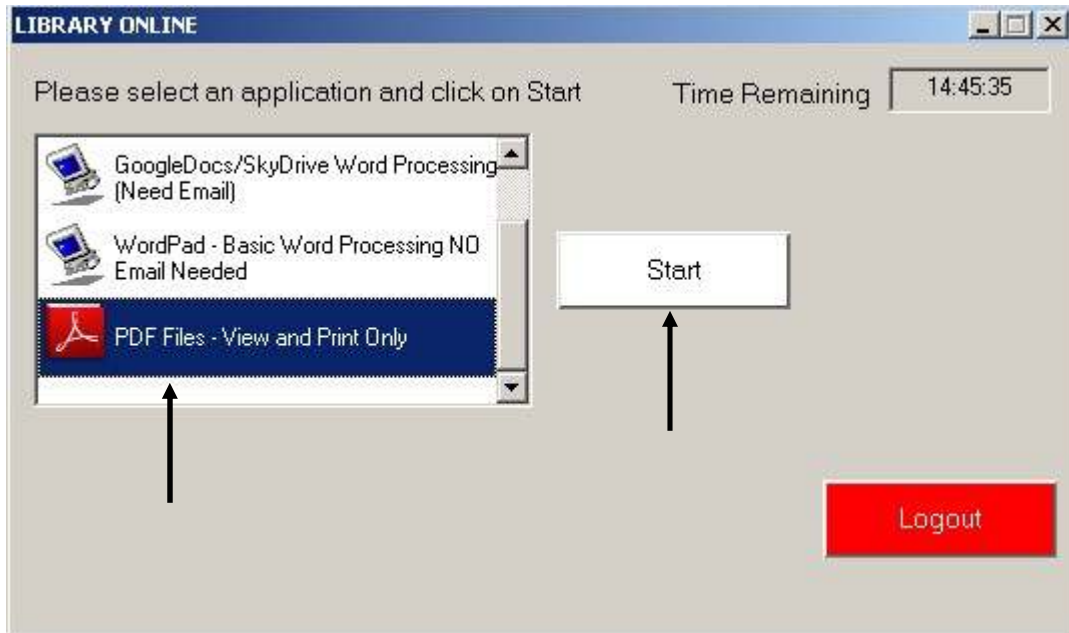 LIBRARY ONLINE
Please select an application and click on Start
Time Remaining
14:45:35
GoogleDocs/SkyDrive Word Processing
(Need Email)
WordPad - Basic Word Processing NO
Email Needed
PDF Files - View and Print Only
Start
Logout